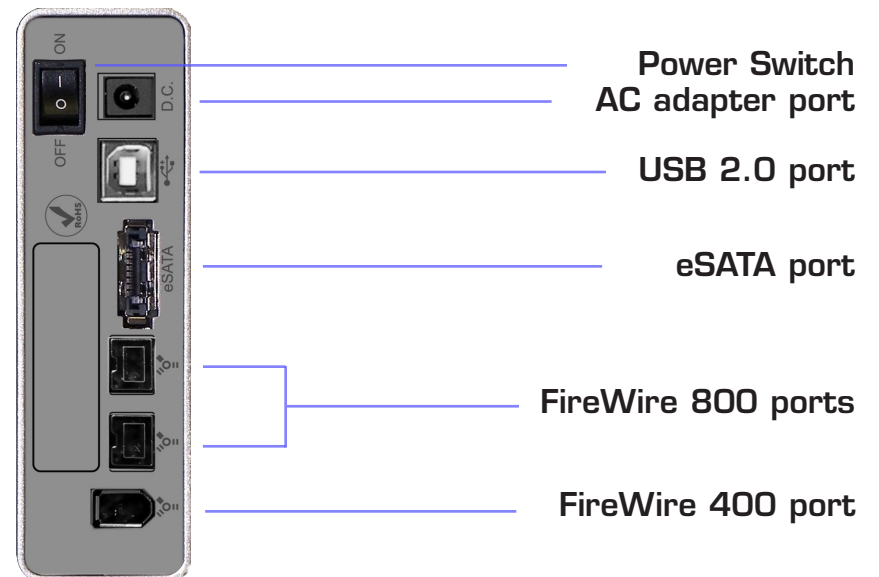 ON
I
O
OFF
D.C.
RoHS
eSATA
Power Switch
AC adapter port
USB 2.0 port
eSATA port
FireWire 800 ports
FireWire 400 port